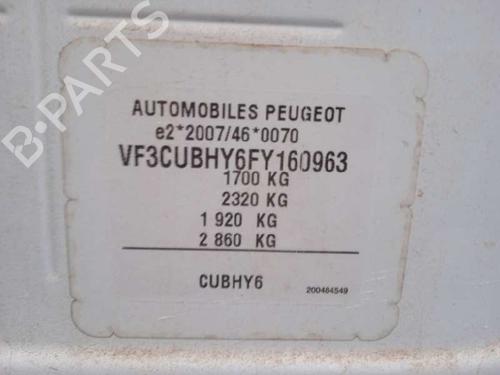 B-PARTS
AUTOMOBILES PEUGEOT
e2*2007/46*0070
VF3CUBHY6FY160963
1700 KG
2320 KG
1 920 KG
2 860 KG
CUBHY6
200464549